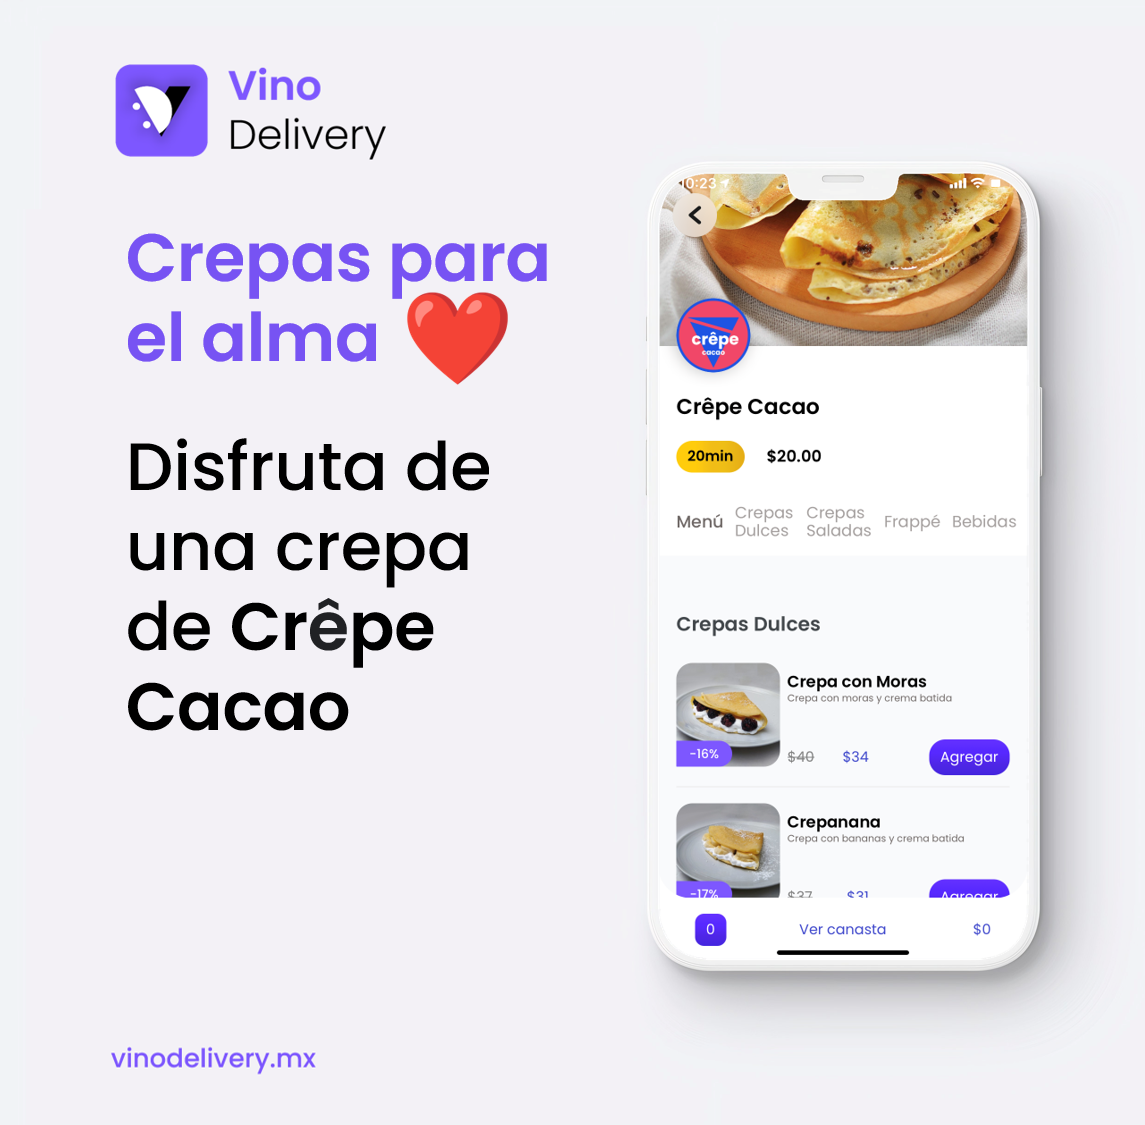 Vino
Delivery
Crepas para
el alma ❤️
Disfruta de
una crepa
de Crêpe
Cacao
10:23
crêpe
cacao
Crêpe Cacao
20min $20.00
Menú Crepas Dulces Crepas Saladas Frappé Bebidas
Crepas Dulces
Crepa con Moras
Crepa con moras y crema batida
-16% $40 $34 Agregar
Crepanana
Crepa con bananas y crema batida
-17% $37 $31 Agregar
0 Ver canasta $0
vinodelivery.mx